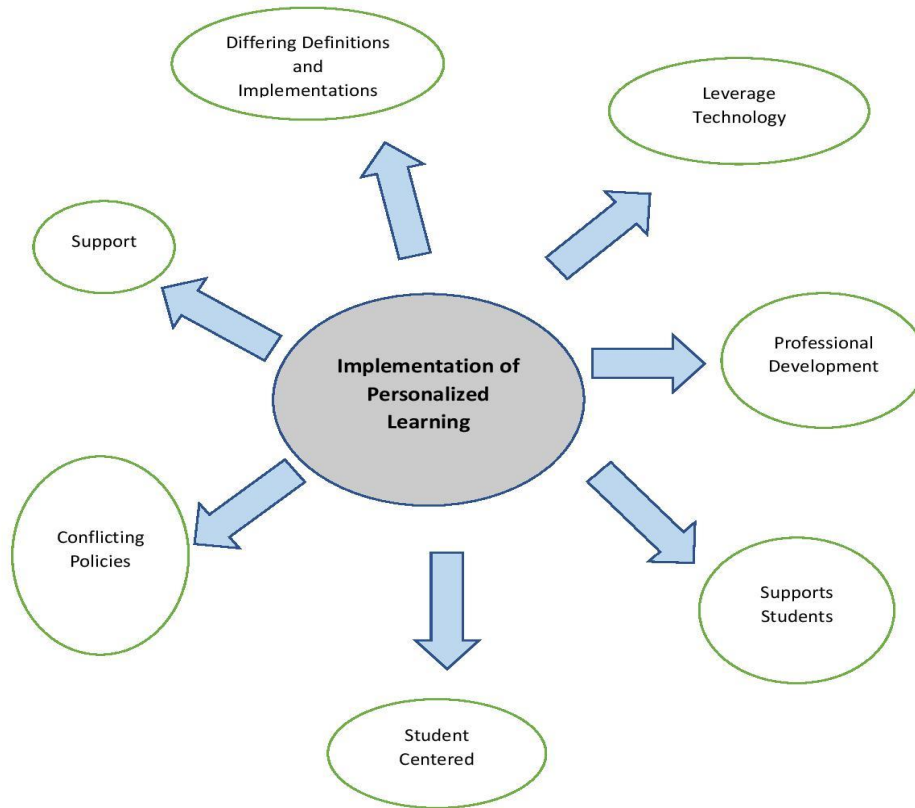 Differing Definitions
and
Implementations
Leverage
Technology
Support
Implementation of
Personalized
Learning
Professional
Development
Conflicting
Policies
Supports
Students
Student
Centered